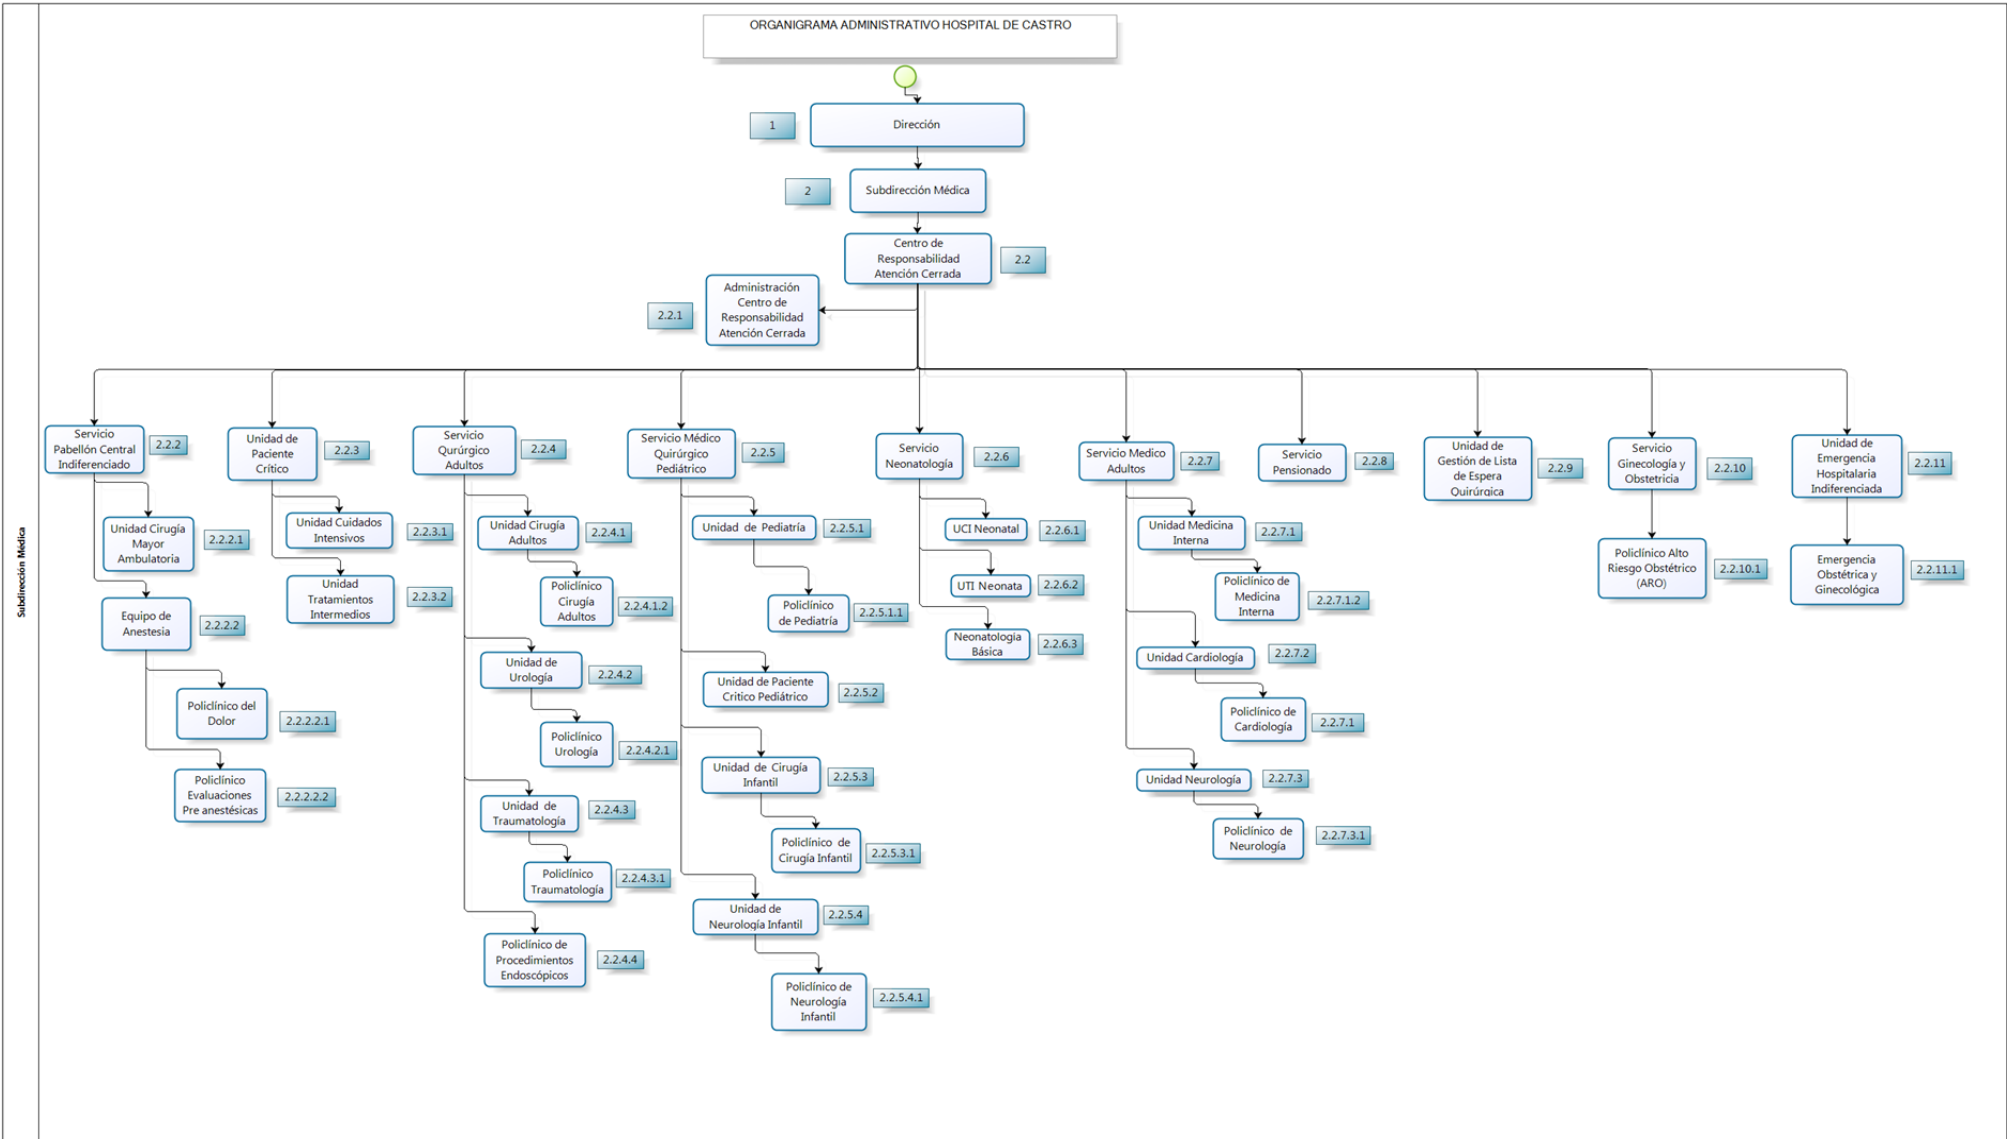 ORGANIGRAMA ADMINISTRATIVO HOSPITAL DE CASTRO
Subdirección Médica
1
Dirección
2
Subdirección Médica
Centro de
Responsabilidad
Atención Cerrada
2.2
Administración
Centro de
Responsabilidad
Atención Cerrada
2.2.1
Servicio
Pabellón Central
Indiferenciado
2.2.2
Unidad Cirugía
Mayor
Ambulatoria
2.2.2.1
Equipo de
Anestesia
2.2.2.2
Policlínico del
Dolor
2.2.2.2.1
Policlínico
Evaluaciones
Pre anestésicas
2.2.2.2.2
Unidad de
Paciente
Crítico
2.2.3
Unidad Cuidados
Intensivos
2.2.3.1
Unidad
Tratamientos
Intermedios
2.2.3.2
Servicio
Qurúrgico
Adultos
2.2.4
Unidad Cirugía
Adultos
2.2.4.1
Policlínico
Cirugía
Adultos
2.2.4.1.2
Unidad de
Urología
2.2.4.2
Policlínico
Urología
2.2.4.2.1
Unidad de
Traumatología
2.2.4.3
Policlínico
Traumatología
2.2.4.3.1
Policlínico de
Procedimientos
Endoscópicos
2.2.4.4
Servicio Médico
Quirúrgico
Pediátrico
2.2.5
Unidad de Pediatría
2.2.5.1
Policlínico
de Pediatría
2.2.5.1.1
Unidad de Paciente
Critico Pediátrico
2.2.5.2
Unidad de Cirugía
Infantil
2.2.5.3
Policlínico de
Cirugía Infantil
2.2.5.3.1
Unidad de
Neurología Infantil
2.2.5.4
Policlínico de
Neurología
Infantil
2.2.5.4.1
Servicio
Neonatología
2.2.6
UCI Neonatal
2.2.6.1
UTI Neonata
2.2.6.2
Neonatologia
Básica
2.2.6.3
Servicio Medico
Adultos
2.2.7
Unidad Medicina
Interna
2.2.7.1
Policlínico de
Medicina
Interna
2.2.7.1.2
Unidad Cardiología
2.2.7.2
Policlínico de
Cardiología
2.2.7.1
Unidad Neurología
2.2.7.3
Policlínico de
Neurología
2.2.7.3.1
Servicio
Pensionado
2.2.8
Unidad de
Gestión de Lista
de Espera
Quirúrgica
2.2.9
Servicio
Ginecología y
Obstetricia
2.2.10
Policlínico Alto
Riesgo Obstétrico
(ARO)
2.2.10.1
Unidad de
Emergencia
Hospitalaria
Indiferenciada
2.2.11
Emergencia
Obstétrica y
Ginecológica
2.2.11.1